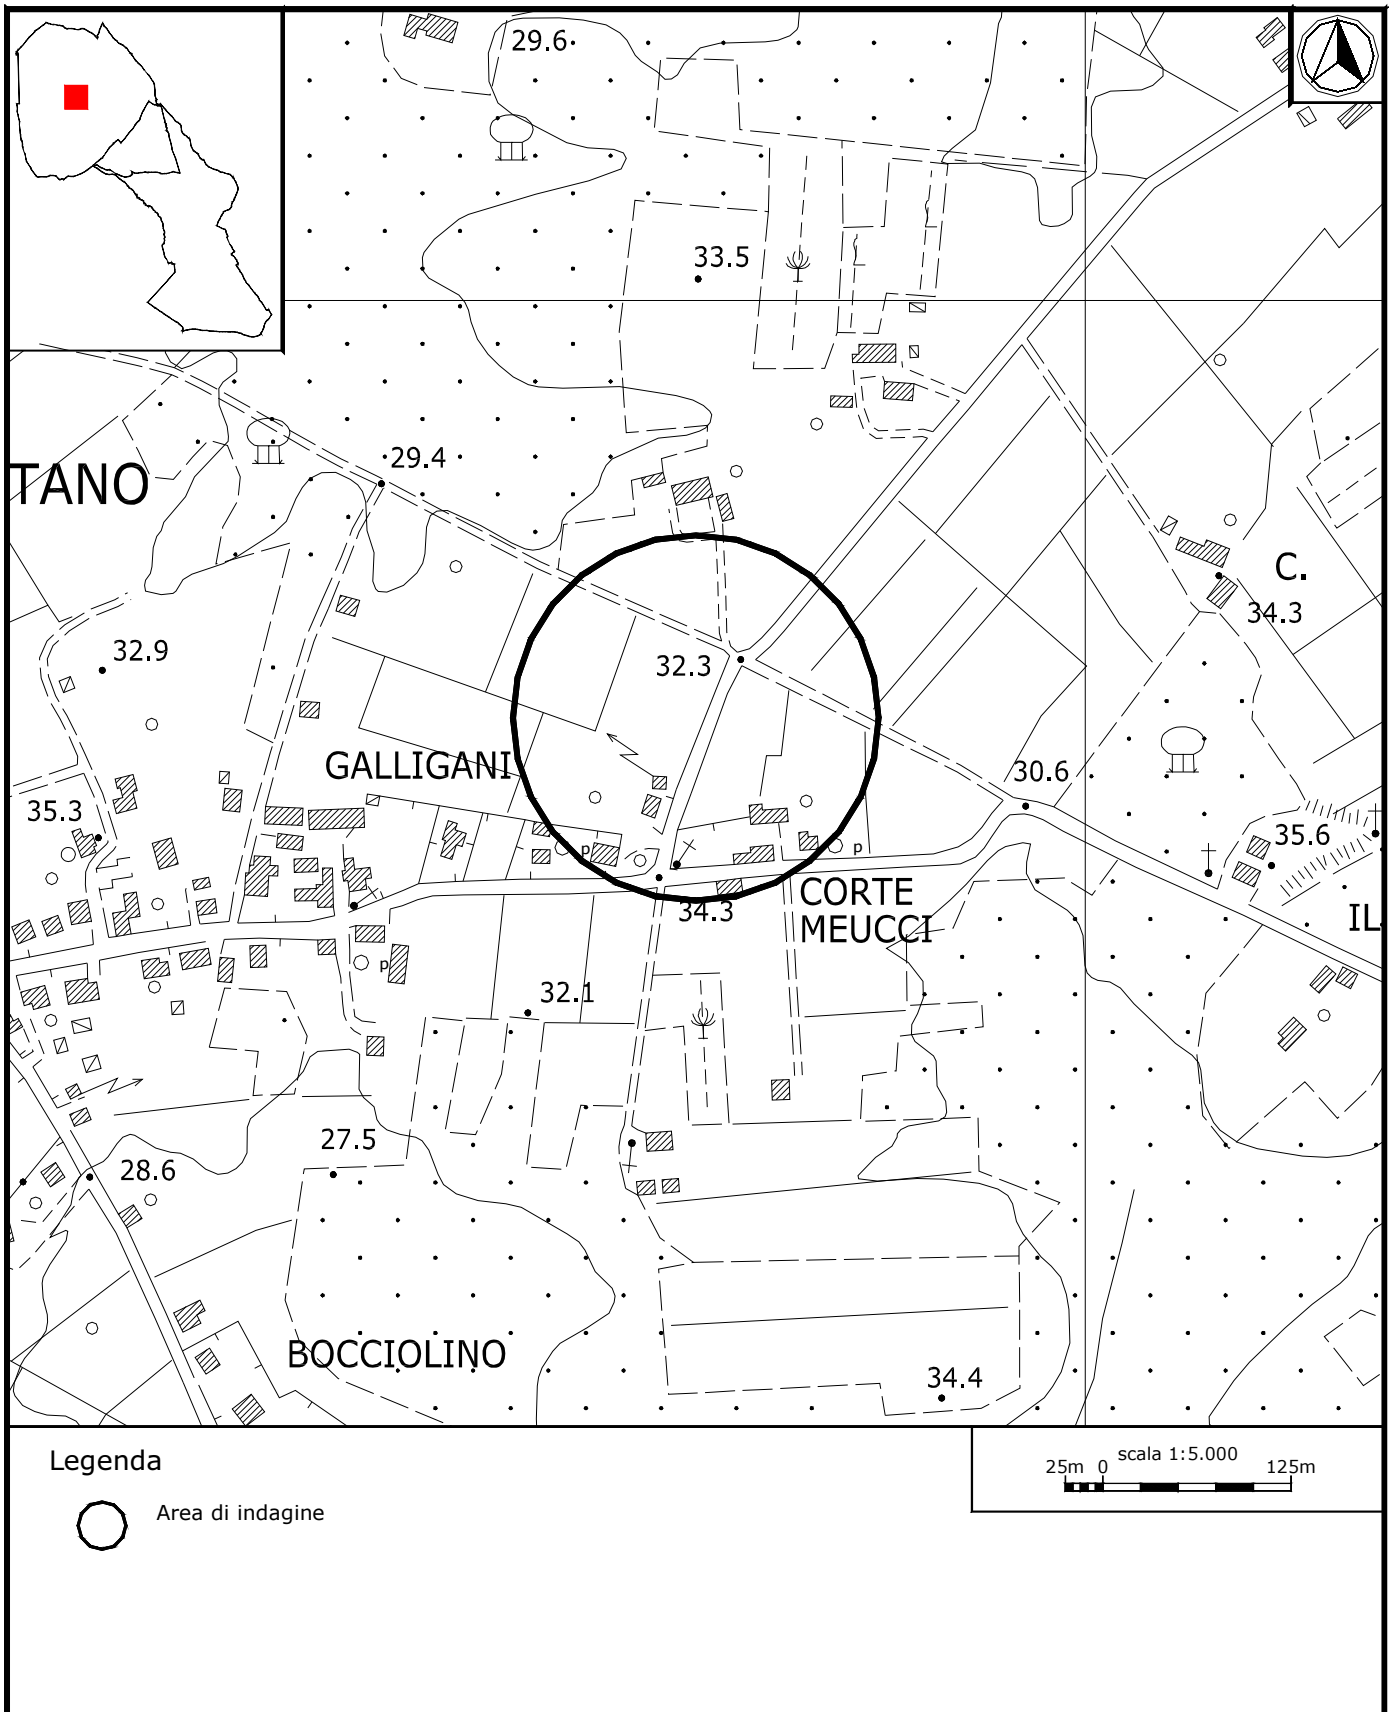 29.6
33.5
29.4
TANO
C.
34.3
32.9
32.3
GALLIGANI
30.6
35.3
35.6
p
p
CORTE
MEUCCI
34.3
IL
p
32.1
27.5
28.6
BOCCIOLINO
34.4
Legenda
Area di indagine
scala 1:5.000
25m 0 125m